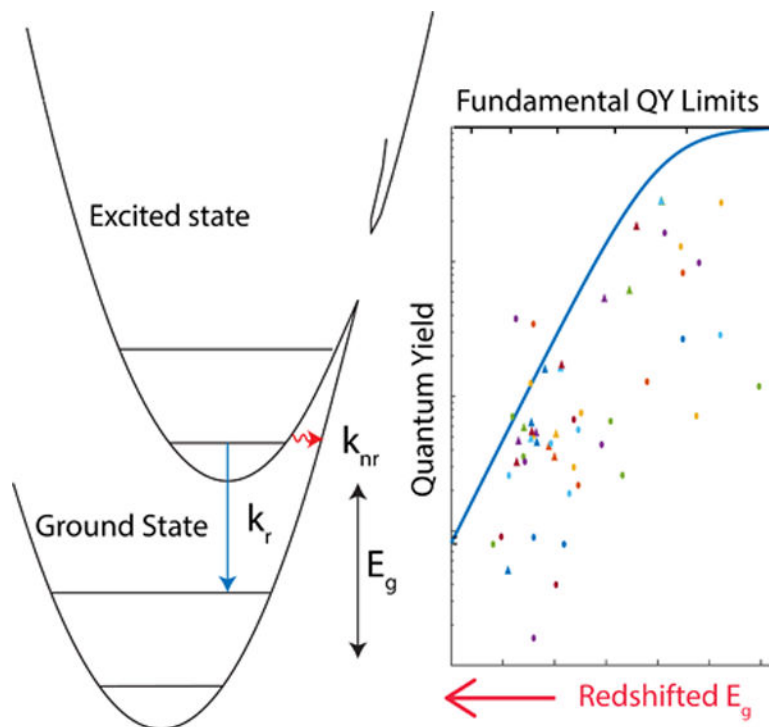 Excited state
Ground State
k_r
k_nr
E_g
Fundamental QY Limits
Quantum Yield
Redshifted E_g